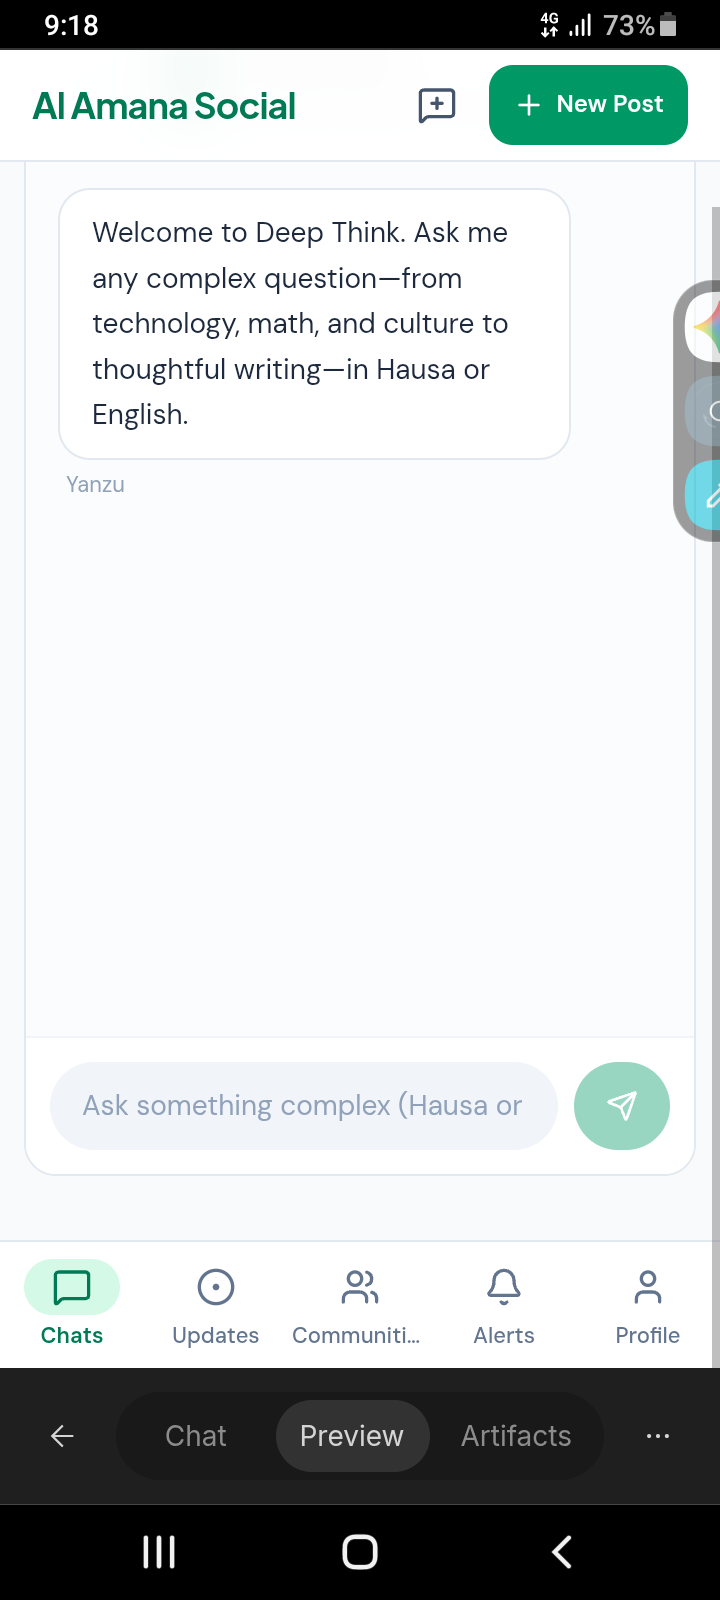 9:18
4G
73%
Al Amana Social
New Post
Welcome to Deep Think. Ask me
any complex question—from
technology, math, and culture to
thoughtful writing—in Hausa or
English.
Yanzu
Ask something complex (Hausa or
Chats
Updates
Communiti...
Alerts
Profile
Chat
Preview
Artifacts